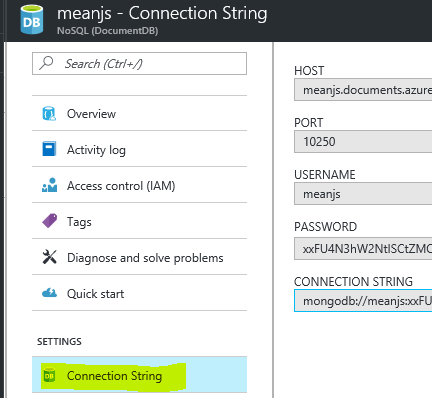 meanjs - Connection String
NoSQL (DocumentDB)
Search (Ctrl+/)
Overview
Activity log
Access control (IAM)
Tags
Diagnose and solve problems
Quick start
SETTINGS
Connection String
HOST
meanjs.documents.azure
PORT
10250
USERNAME
meanjs
PASSWORD
xxFU4N3hW2NtlSCtZMC
CONNECTION STRING
mongodb://meanjs:xxFU